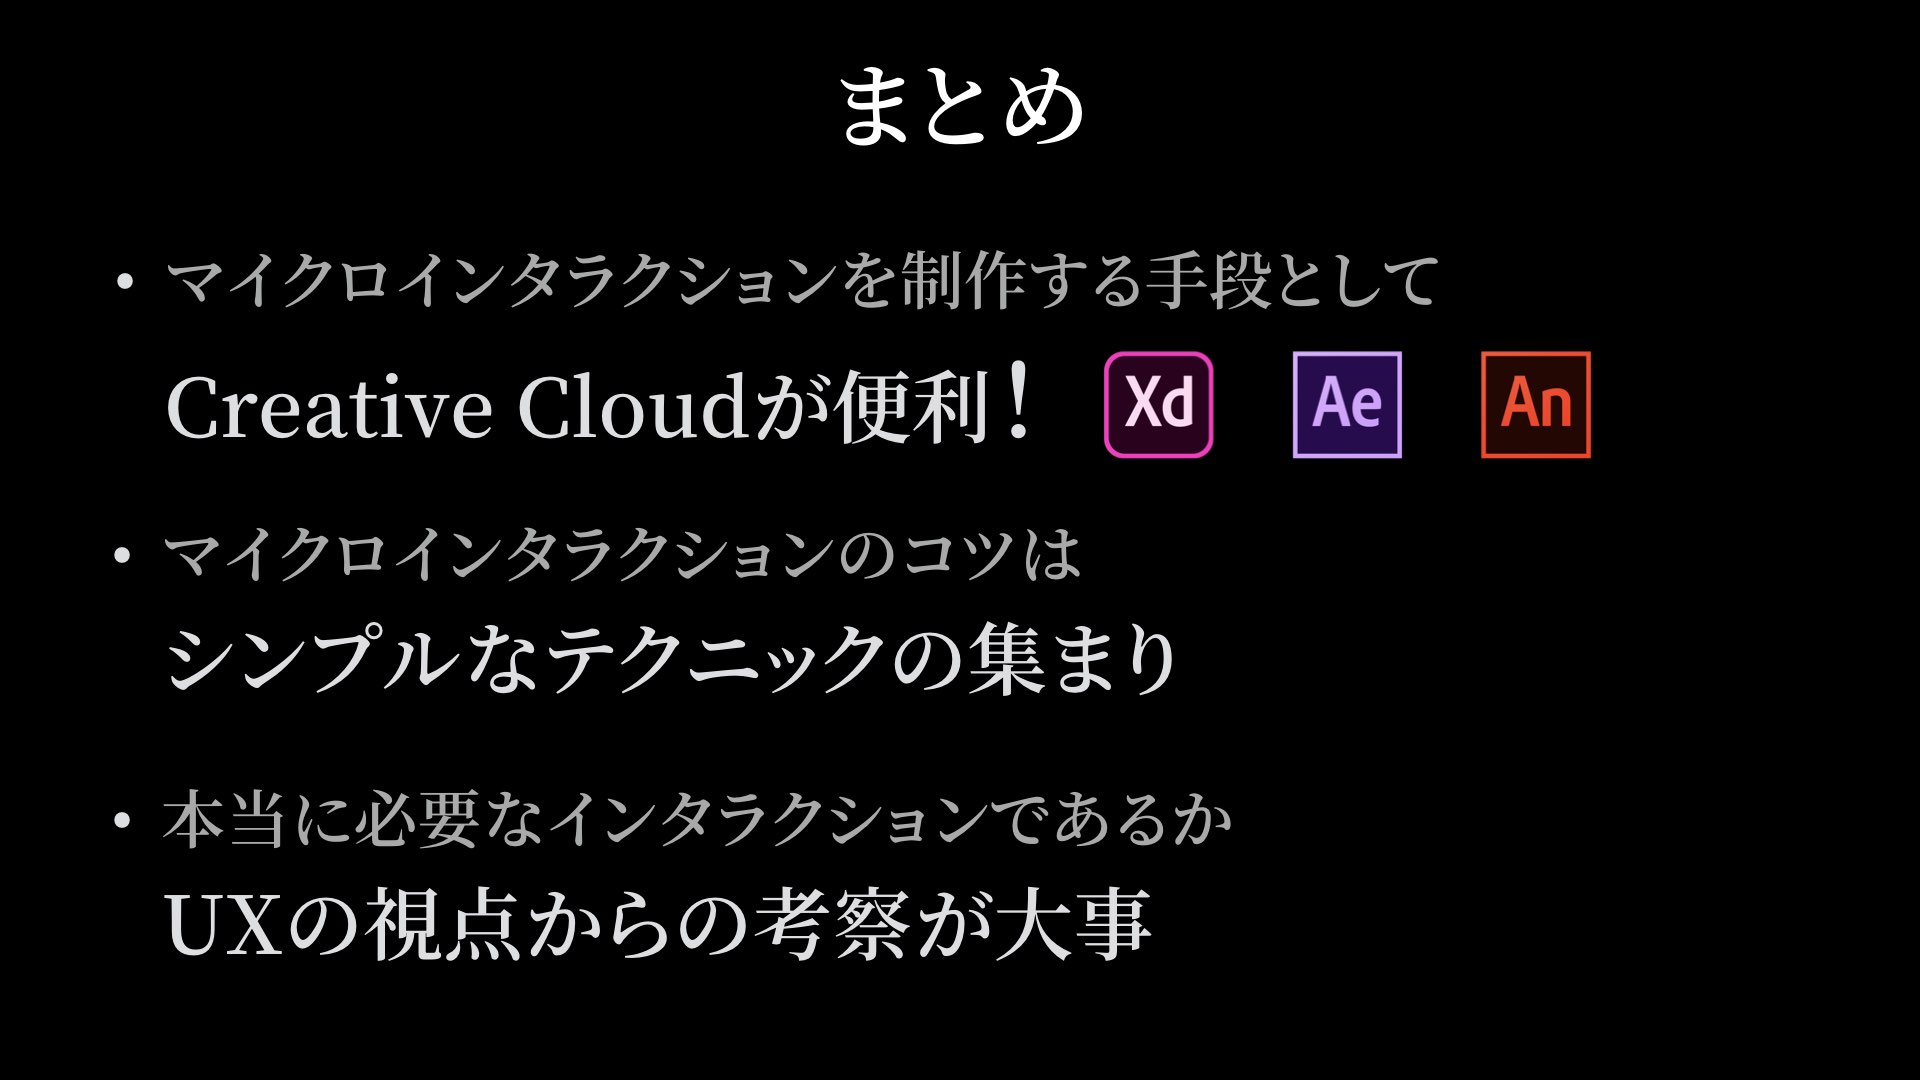 まとめ
• マイクロインタラクションを制作する手段として
Creative Cloudが便利！ Xd Ae An
• マイクロインタラクションのコツは
シンプルなテクニックの集まり
• 本当に必要なインタラクションであるか
UXの視点からの考察が大事